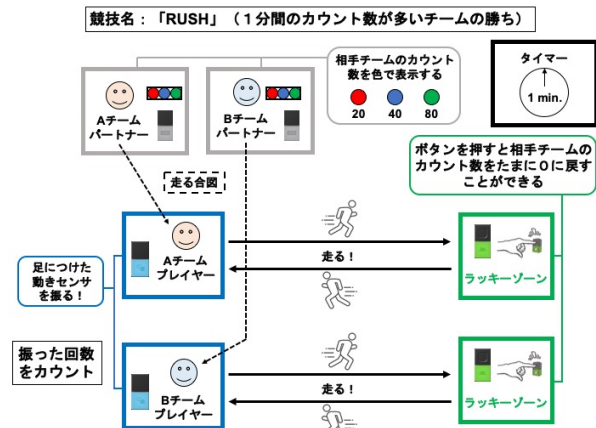 競技名：「RUSH」（１分間のカウント数が多いチームの勝ち）
相手チームのカウント
数を色で表示する
20 40 80
タイマー
1 min.
Aチーム
パートナー
Bチーム
パートナー
走る合図
ボタンを押すと相手チームの
カウント数をたまに０に戻す
ことができる
足につけた
動きセンサ
を振る！
Aチーム
プレイヤー
走る！
ラッキーゾーン
振った回数
をカウント
Bチーム
プレイヤー
走る！
ラッキーゾーン